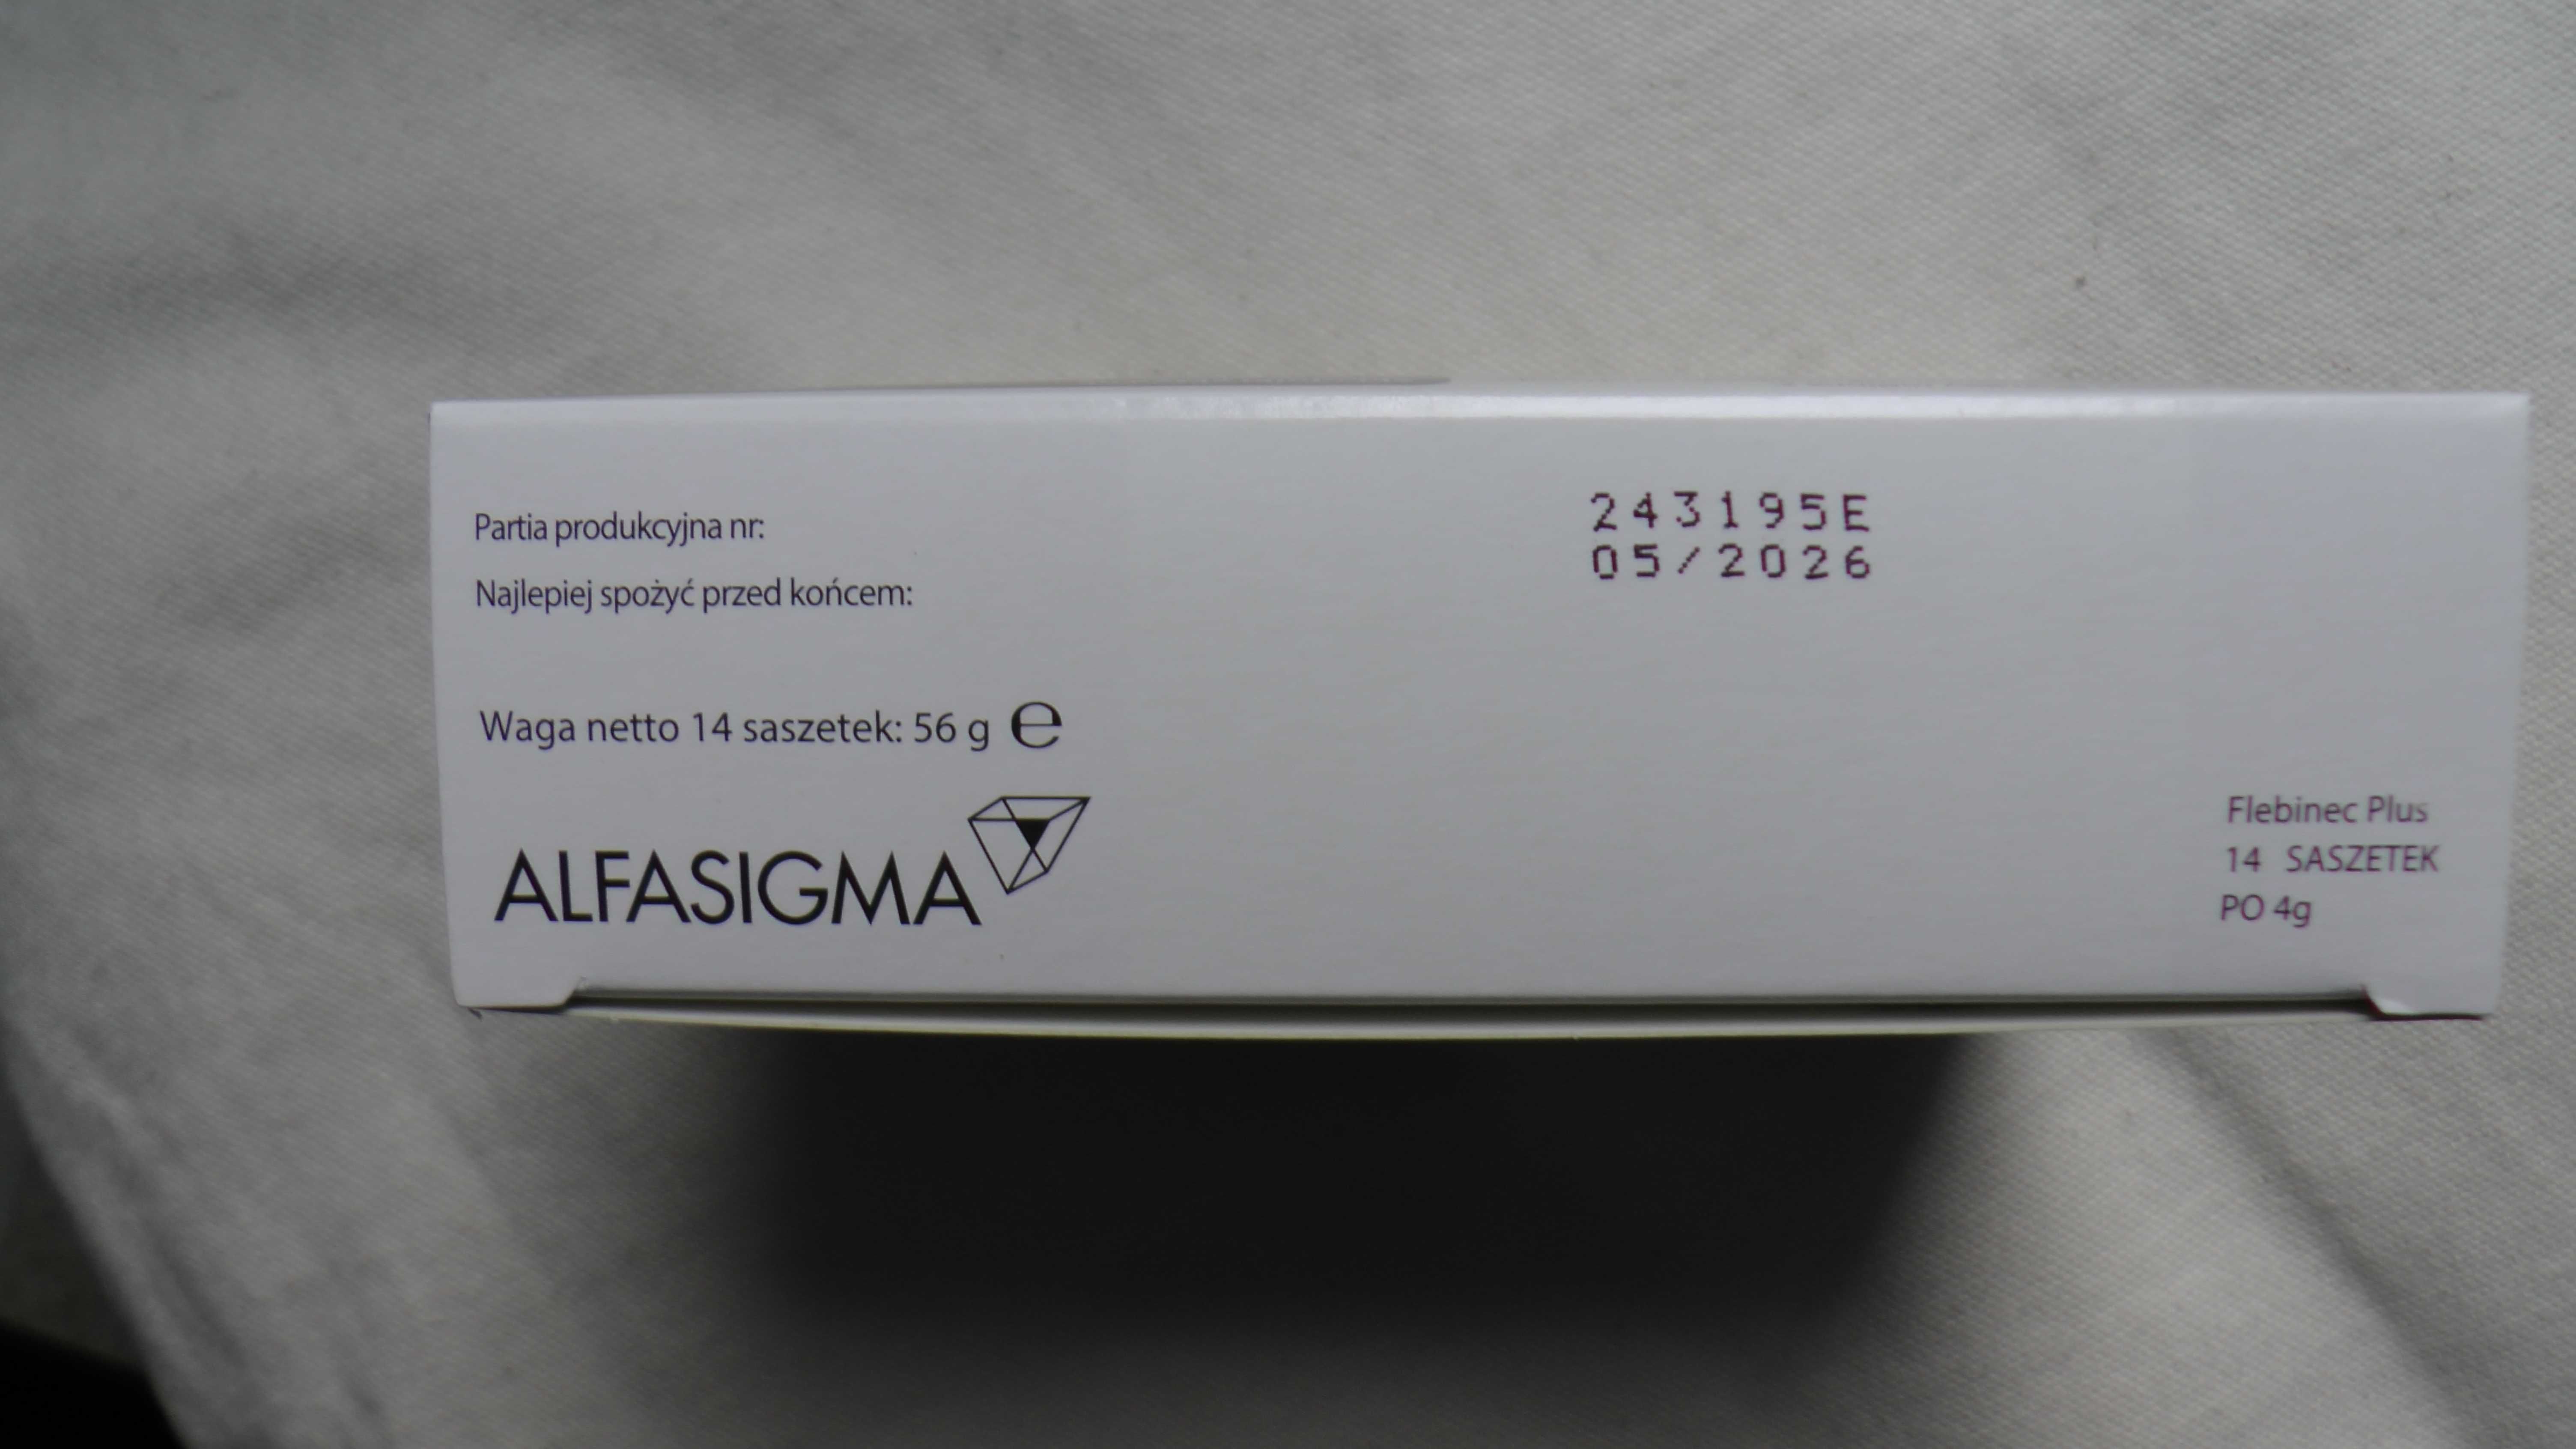 Partia produkcyjna nr:
243195E
Najlepiej spożyć przed końcem:
05/2026
Waga netto 14 saszetek: 56 g ℮
ALFASIGMA
Flebinec Plus
14 SASZETEK
PO 4g